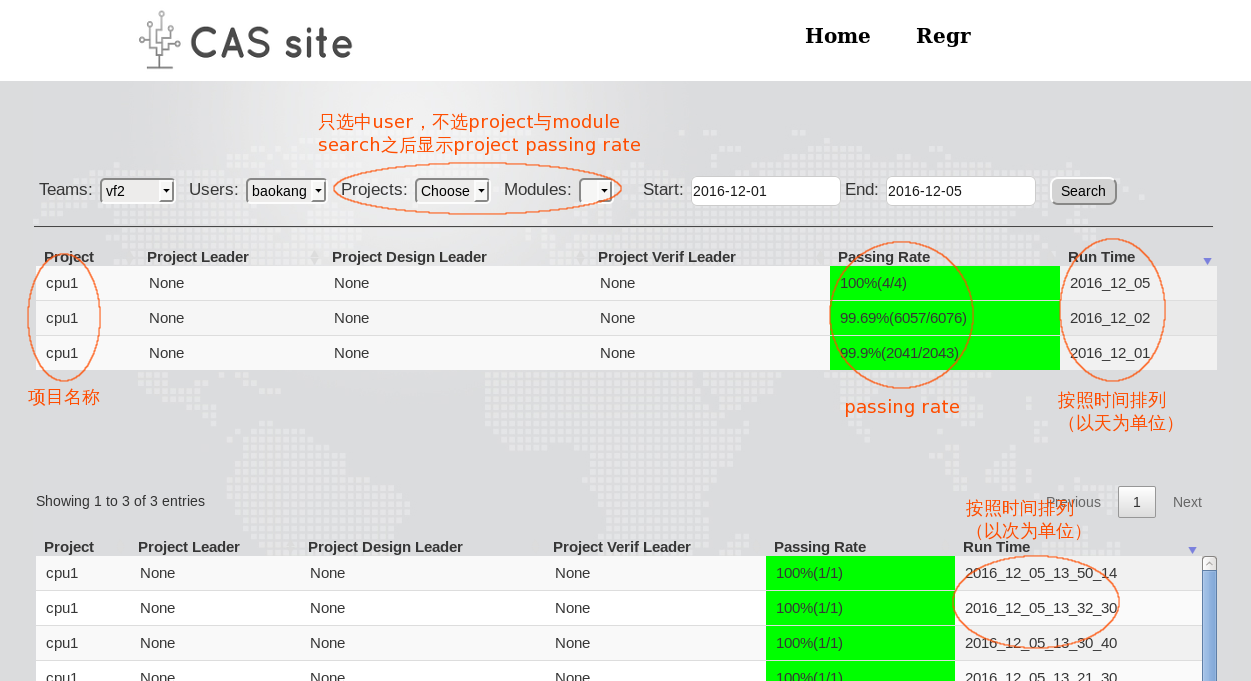 CAS site
Home Regr
只选中user，不选project与module
search之后显示project passing rate
Teams: vf2 Users: baokang Projects: Choose Modules: Start: 2016-12-01 End: 2016-12-05 Search
Project Project Leader Project Design Leader Project Verif Leader Passing Rate Run Time
cpu1 None None None 100%(4/4) 2016_12_05
cpu1 None None None 99.69%(6057/6076) 2016_12_02
cpu1 None None None 99.9%(2041/2043) 2016_12_01
项目名称
passing rate
按照时间排列
（以天为单位）
Showing 1 to 3 of 3 entries
Previous 1 Next
按照时间排列
（以次为单位）
Project Project Leader Project Design Leader Project Verif Leader Passing Rate Run Time
cpu1 None None None 100%(1/1) 2016_12_05_13_50_14
cpu1 None None None 100%(1/1) 2016_12_05_13_32_30
cpu1 None None None 100%(1/1) 2016_12_05_13_30_40
cpu1 None None None 100%(1/1) 2016_12_05_13_21_30